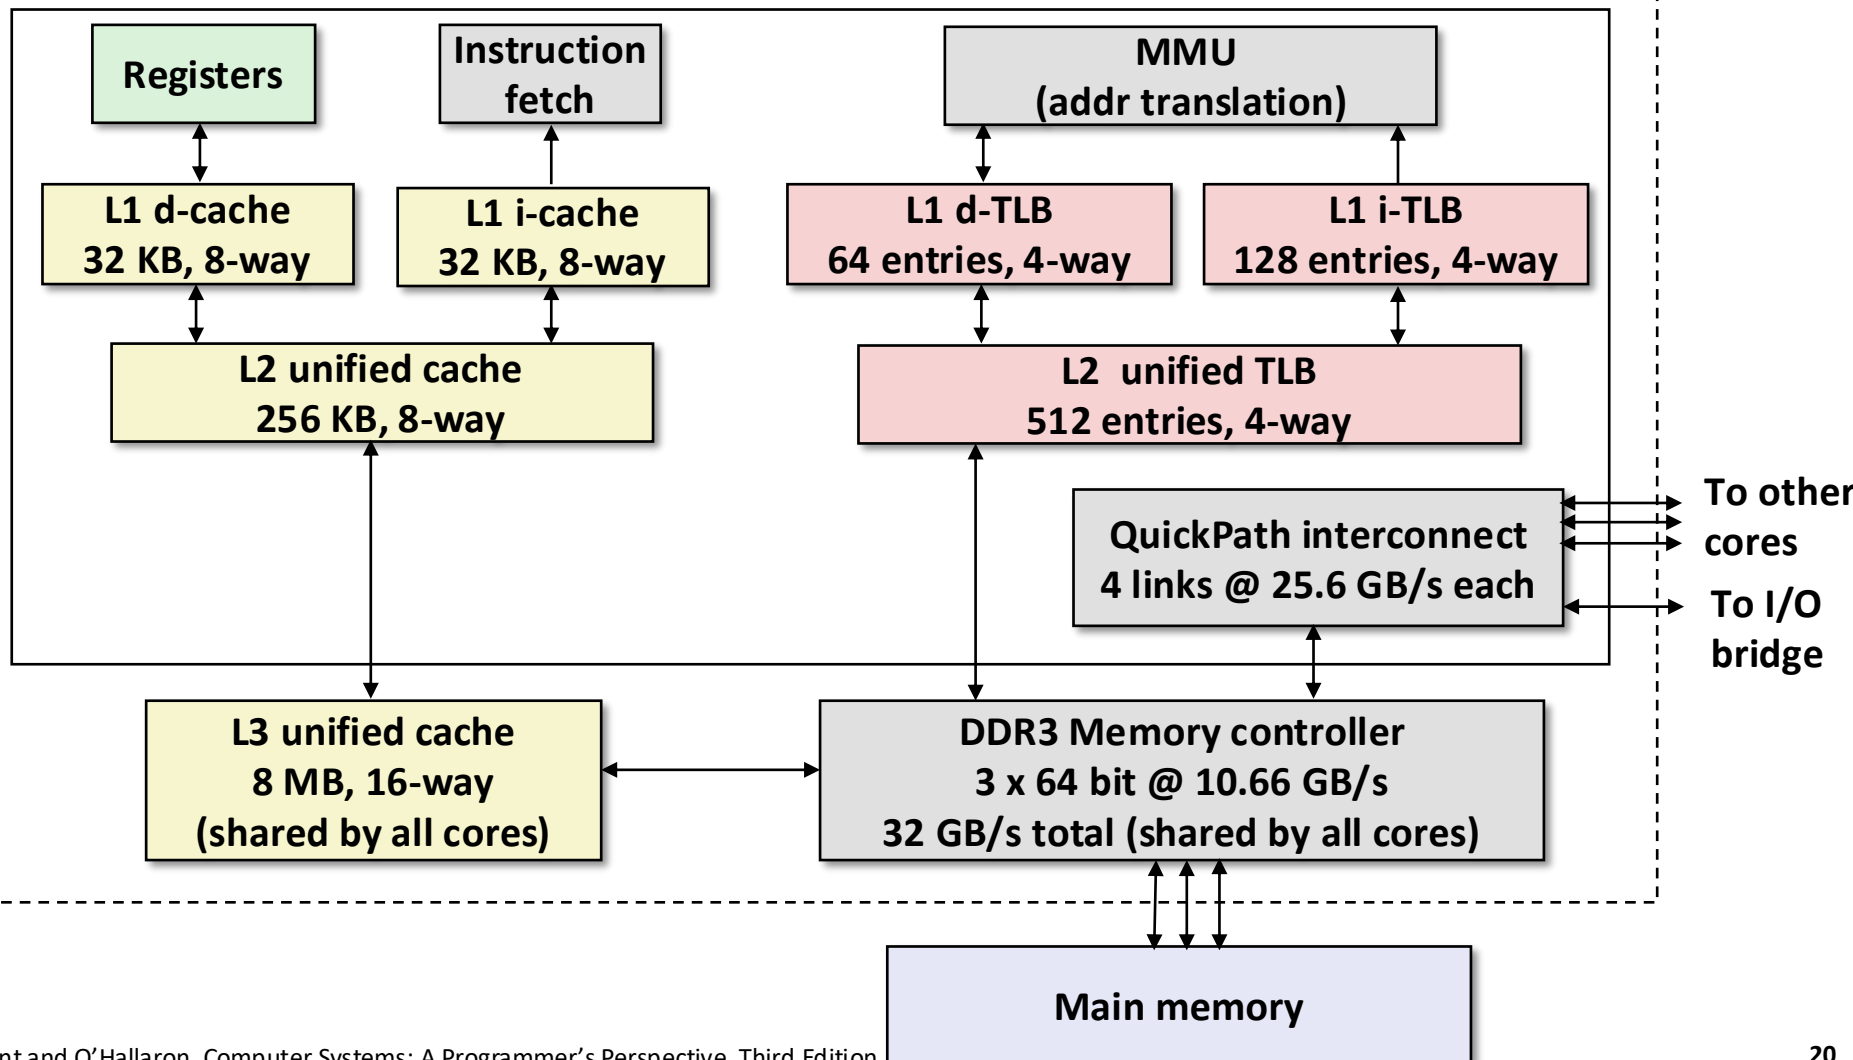 Registers
Instruction
fetch
MMU
(addr translation)
L1 d-cache
32 KB, 8-way
L1 i-cache
32 KB, 8-way
L1 d-TLB
64 entries, 4-way
L1 i-TLB
128 entries, 4-way
L2 unified cache
256 KB, 8-way
L2  unified TLB
512 entries, 4-way
QuickPath interconnect
4 links @ 25.6 GB/s each
To other
cores
To I/O
bridge
L3 unified cache
8 MB, 16-way
(shared by all cores)
DDR3 Memory controller
3 x 64 bit @ 10.66 GB/s
32 GB/s total (shared by all cores)
Main memory
and O'Hallaron, Computer Systems: A Programmer's Perspective, Third Edition
20